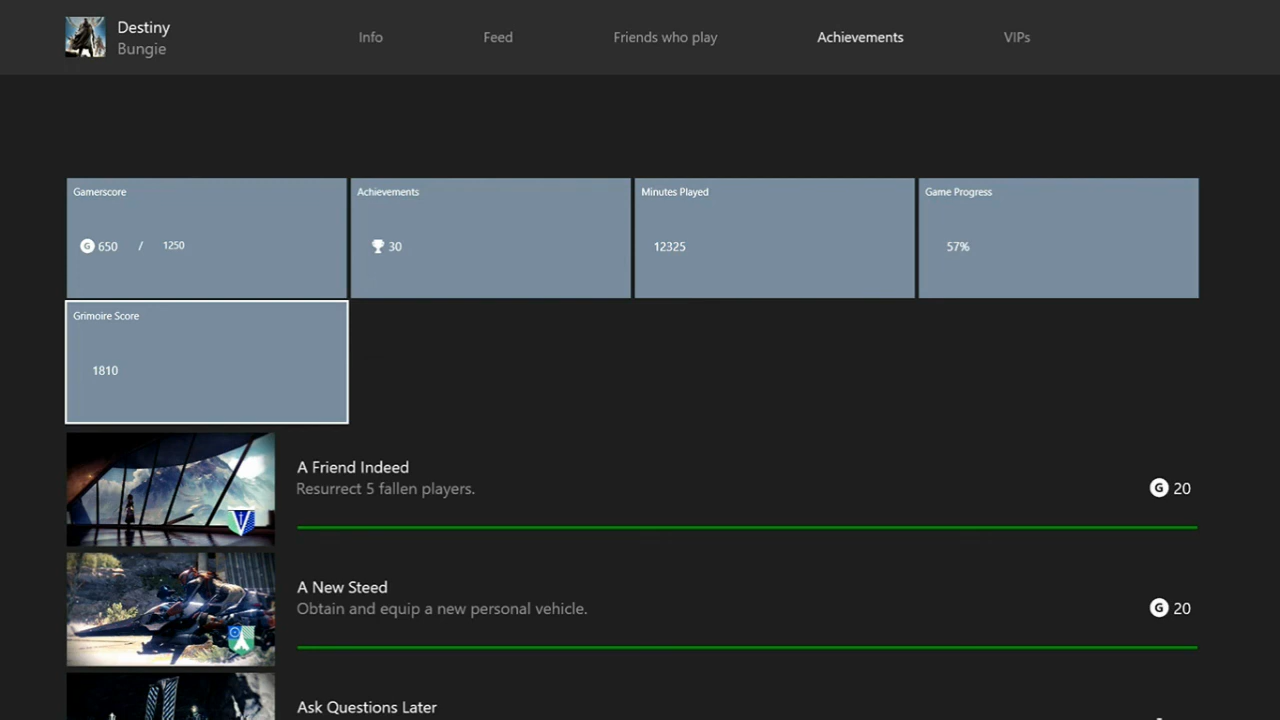 Destiny
Bungie
Info
Feed
Friends who play
Achievements
VIPs
Gamerscore
G 650 / 1250
Achievements
30
Minutes Played
12325
Game Progress
57%
Grimoire Score
1810
A Friend Indeed
Resurrect 5 fallen players.
G 20
A New Steed
Obtain and equip a new personal vehicle.
G 20
Ask Questions Later